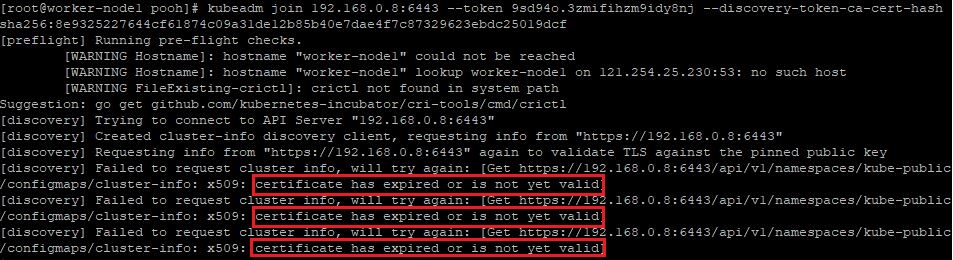 [root@worker-node1 pooh]# kubeadm join 192.168.0.8:6443 --token 9sd94o.3zmifihzm9idy8nj --discovery-token-ca-cert-hash
sha256:8e9325227644cf61874c09a31de12b85b40e7dae4f7c87329623ebdc25019dcf
[preflight] Running pre-flight checks.
        [WARNING Hostname]: hostname "worker-node1" could not be reached
        [WARNING Hostname]: hostname "worker-node1" lookup worker-node1 on 121.254.25.230:53: no such host
        [WARNING FileExisting-crictl]: crictl not found in system path
Suggestion: go get github.com/kubernetes-incubator/cri-tools/cmd/crictl
[discovery] Trying to connect to API Server "192.168.0.8:6443"
[discovery] Created cluster-info discovery client, requesting info from "https://192.168.0.8:6443"
[discovery] Requesting info from "https://192.168.0.8:6443" again to validate TLS against the pinned public key
[discovery] Failed to request cluster info, will try again: [Get https://192.168.0.8:6443/api/v1/namespaces/kube-public
/configmaps/cluster-info: x509: certificate has expired or is not yet valid]
[discovery] Failed to request cluster info, will try again: [Get https://192.168.0.8:6443/api/v1/namespaces/kube-public
/configmaps/cluster-info: x509: certificate has expired or is not yet valid]
[discovery] Failed to request cluster info, will try again: [Get https://192.168.0.8:6443/api/v1/namespaces/kube-public
/configmaps/cluster-info: x509: certificate has expired or is not yet valid]